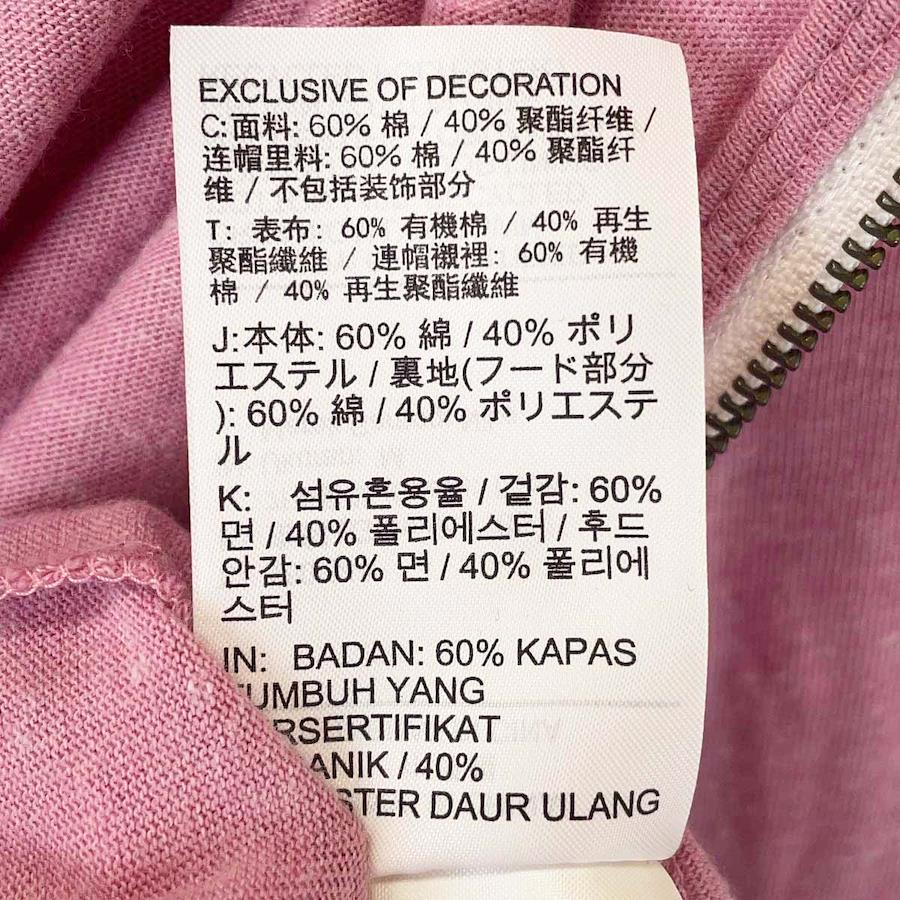 EXCLUSIVE OF DECORATION
C:面料: 60% 棉 / 40% 聚酯纤维 /
连帽里料: 60% 棉 / 40% 聚酯纤
维 / 不包括装饰部分
T: 表布: 60% 有機棉 / 40% 再生
聚酯纖維 / 連帽襯裡: 60% 有機
棉 / 40% 再生聚酯纖維
J:本体: 60% 綿 / 40% ポリ
エステル / 裏地(フード部分
): 60% 綿 / 40% ポリエステ
ル
K: 섬유혼용율 / 겉감: 60%
면 / 40% 폴리에스터 / 후드
안감: 60% 면 / 40% 폴리에
스터
IN: BADAN: 60% KAPAS
TUMBUH YANG
RSERTIFIKAT
ANIK / 40%
STER DAUR ULANG